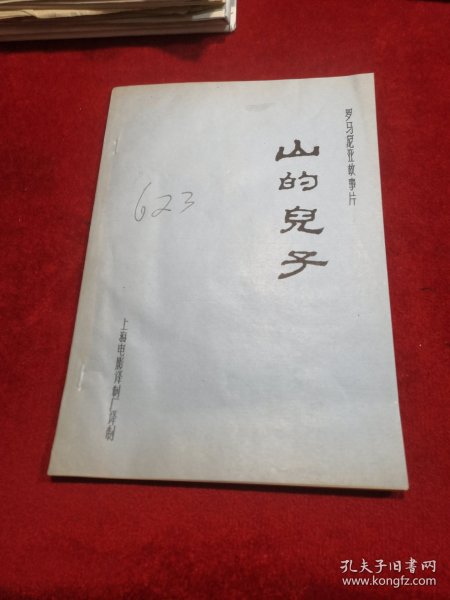 罗马尼亚故事片
山的兒子
623
上海电影译制厂译制
孔夫子旧书网
www.kongfz.com